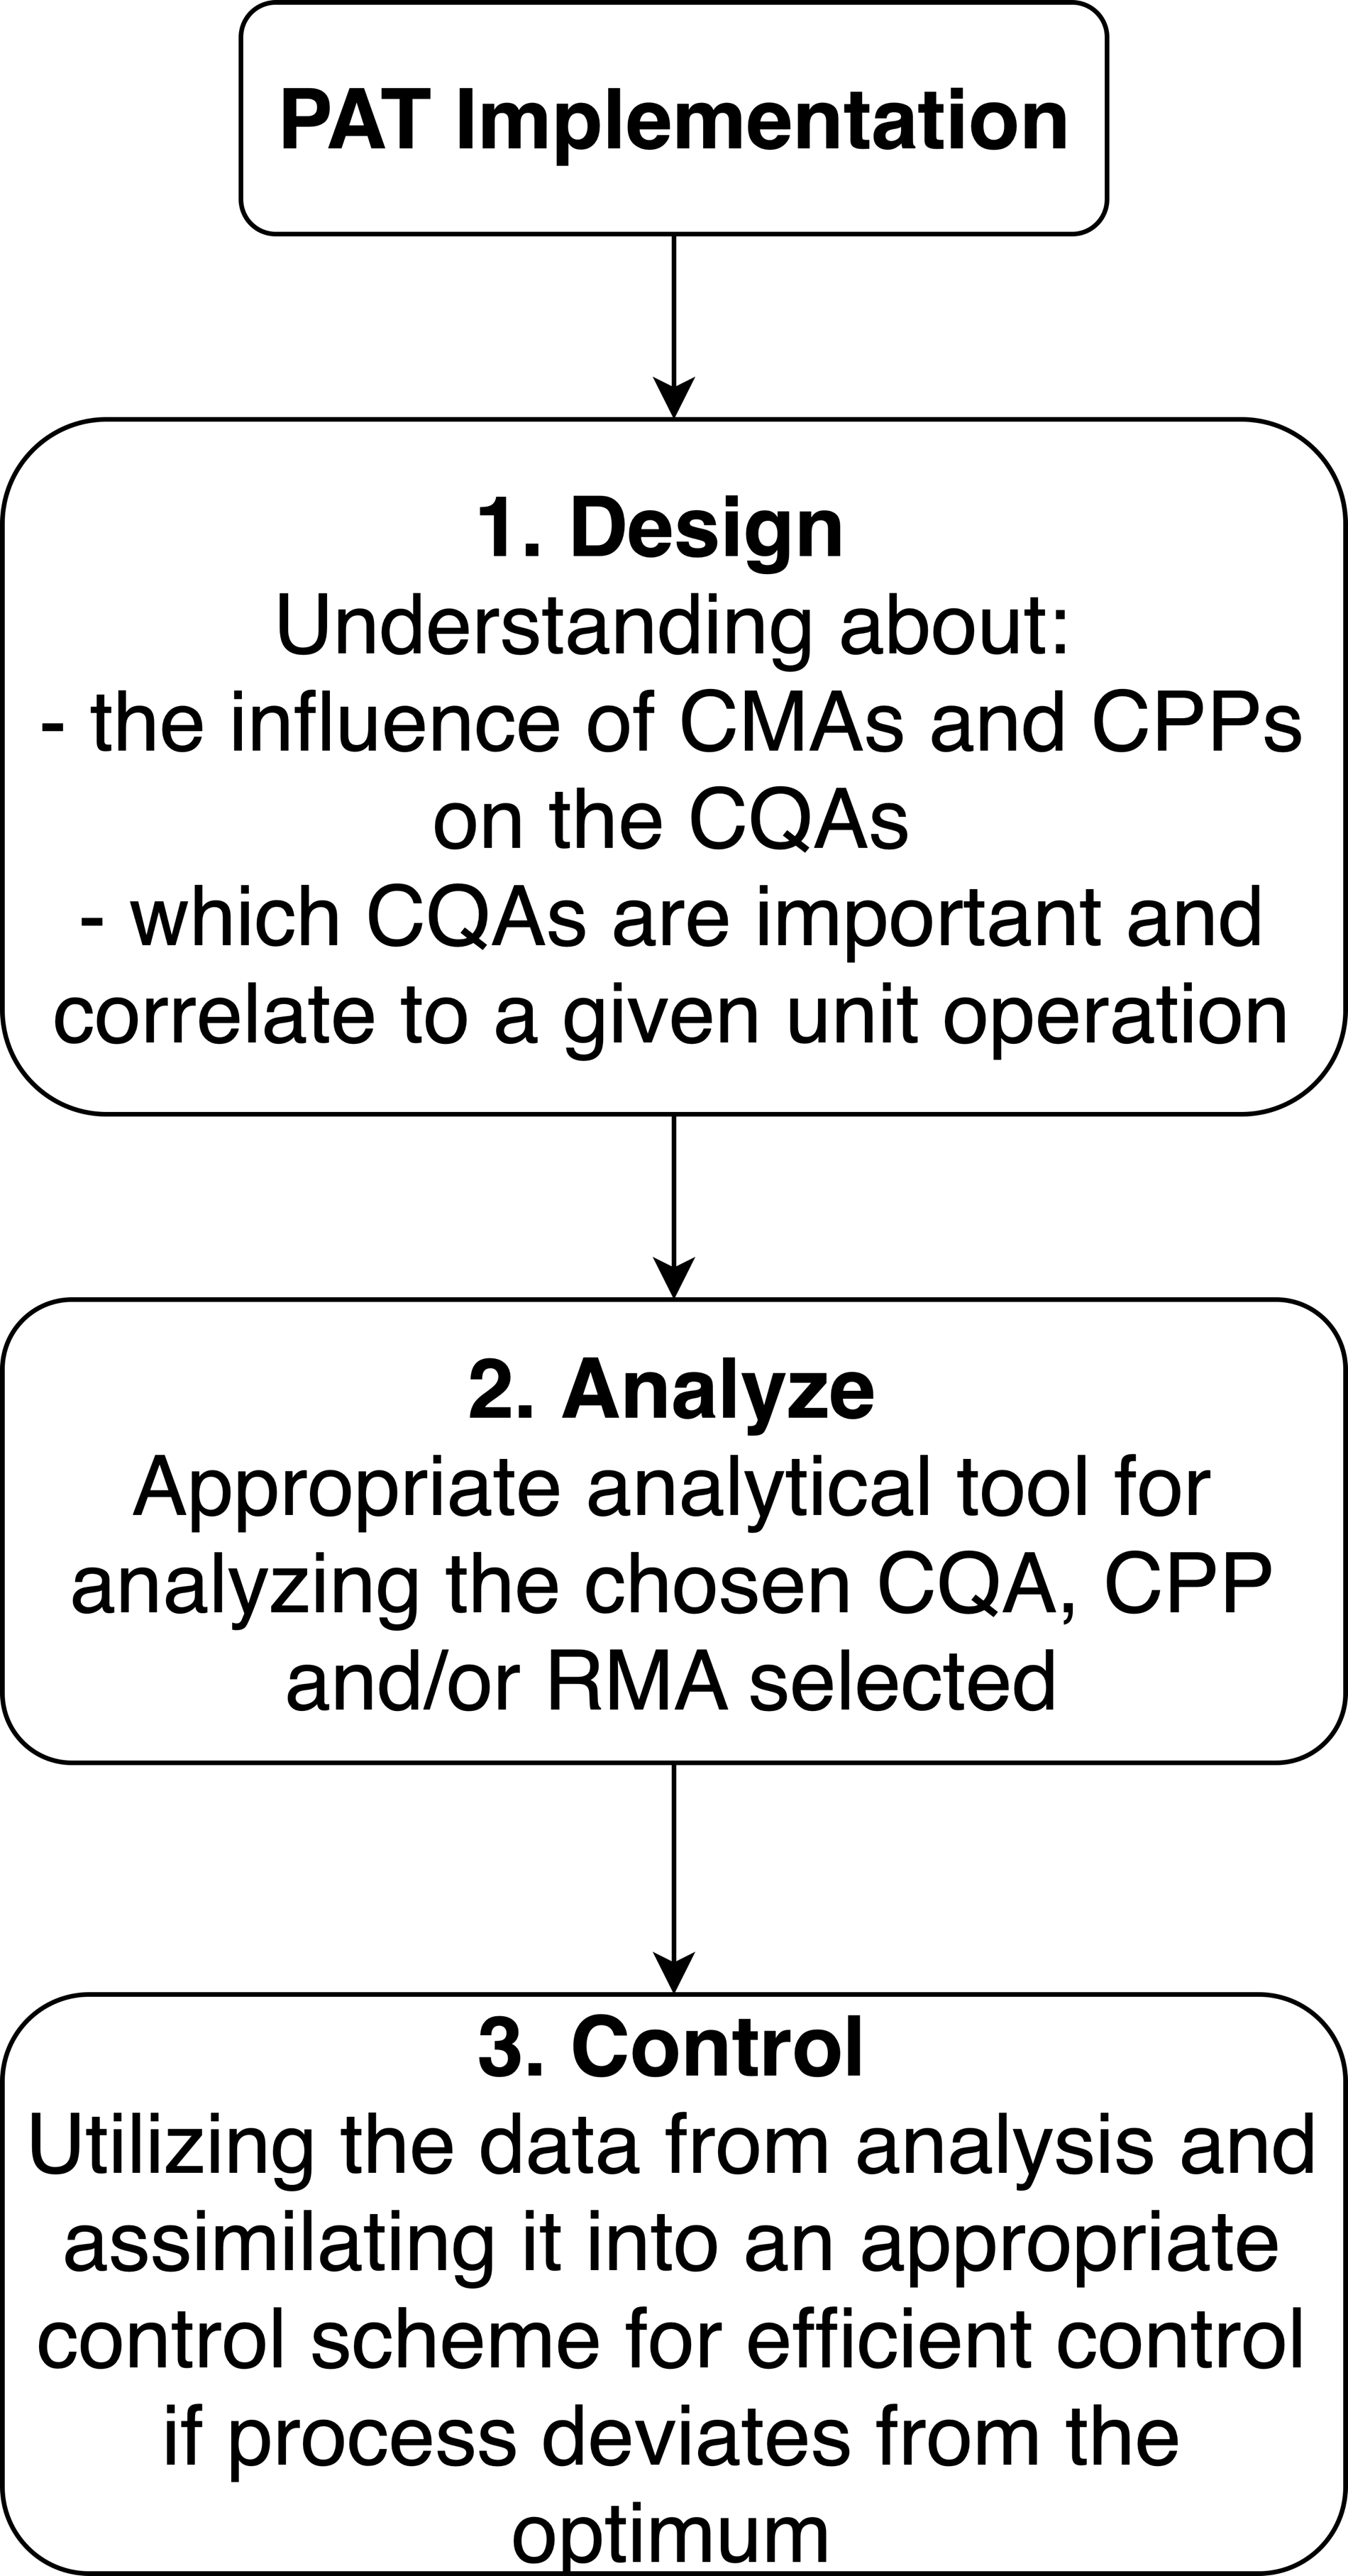 PAT Implementation
1. Design
Understanding about:
- the influence of CMAs and CPPs
on the CQAs
- which CQAs are important and
correlate to a given unit operation
2. Analyze
Appropriate analytical tool for
analyzing the chosen CQA, CPP
and/or RMA selected
3. Control
Utilizing the data from analysis and
assimilating it into an appropriate
control scheme for efficient control
if process deviates from the
optimum